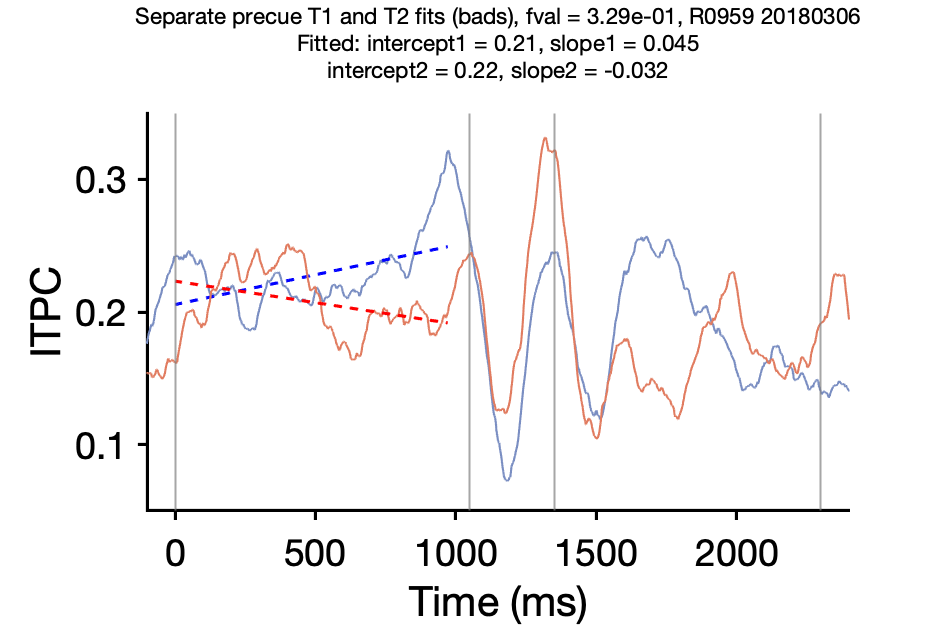 Separate precue T1 and T2 fits (bads), fval = 3.29e-01, R0959 20180306
Fitted: intercept1 = 0.21, slope1 = 0.045
intercept2 = 0.22, slope2 = -0.032
0.3
0.2
0.1
ITPC
0 500 1000 1500 2000
Time (ms)